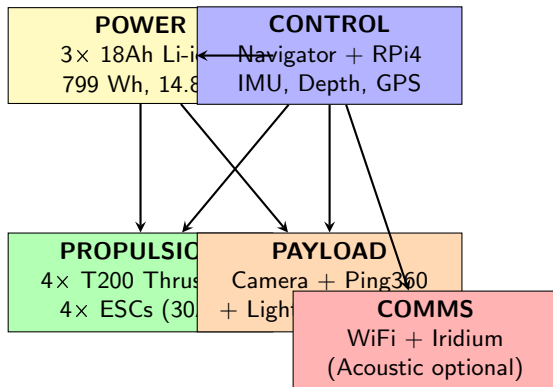 POWER
3× 18Ah Li-i
799 Wh, 14.8
CONTROL
Navigator + RPi4
IMU, Depth, GPS
PROPULSIO
4× T200 Thrus
4× ESCs (30
PAYLOAD
Camera + Ping360
+ Light
COMMS
WiFi + Iridium
(Acoustic optional)